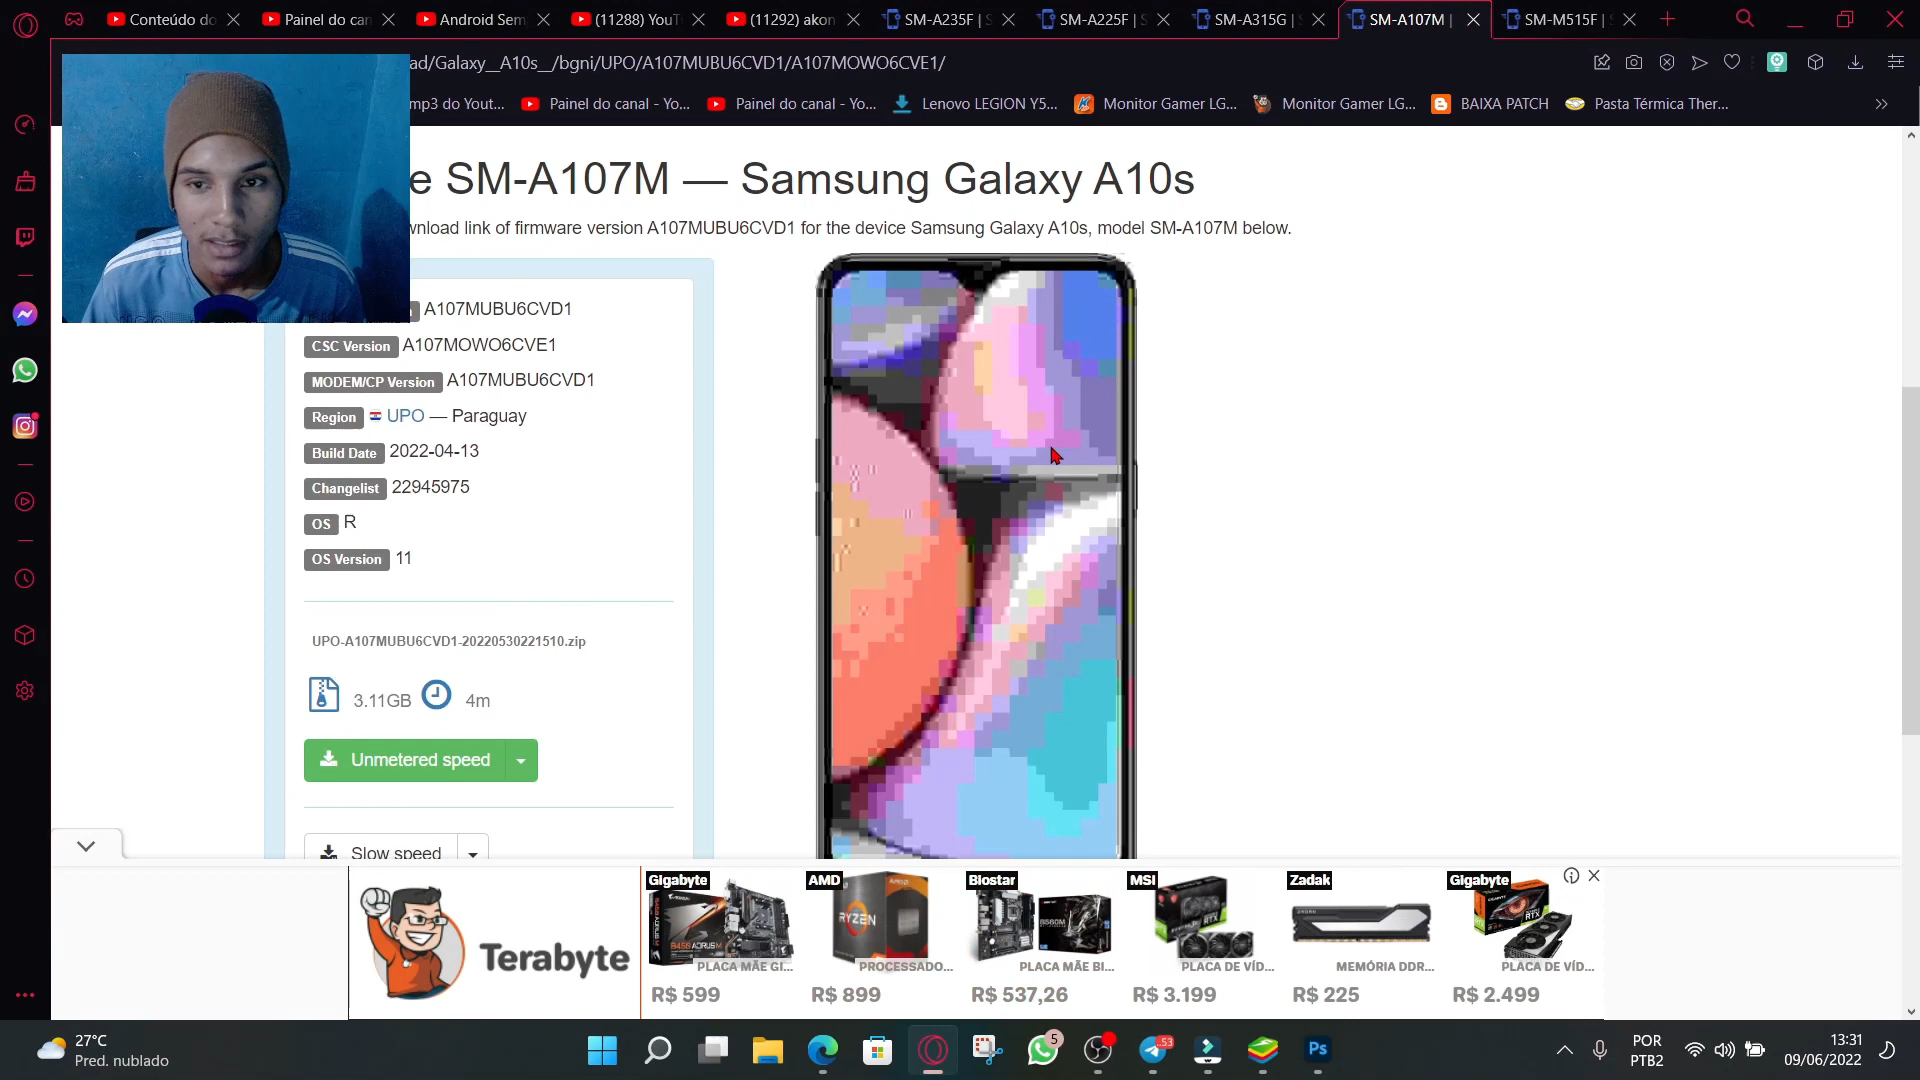 Conteúdo do
Painel do can
Android Sem
(11288) YouT
(11292) akon
SM-A235F |
SM-A225F |
SM-A315G |
SM-A107M |
SM-M515F |
ad/Galaxy__A10s__/bgni/UPO/A107MUBU6CVD1/A107MOWO6CVE1/
mp3 do Yout...
Painel do canal - Yo...
Painel do canal - Yo...
Lenovo LEGION Y5...
Monitor Gamer LG...
Monitor Gamer LG...
BAIXA PATCH
Pasta Térmica Ther...
e SM-A107M — Samsung Galaxy A10s
wnload link of firmware version A107MUBU6CVD1 for the device Samsung Galaxy A10s, model SM-A107M below.
A107MUBU6CVD1
CSC Version A107MOWO6CVE1
MODEM/CP Version A107MUBU6CVD1
Region UPO — Paraguay
Build Date 2022-04-13
Changelist 22945975
OS R
OS Version 11
UPO-A107MUBU6CVD1-20220530221510.zip
3.11GB 4m
Unmetered speed
Slow speed
Terabyte
Gigabyte
PLACA MÃE GI...
R$ 599
AMD
RYZEN
PROCESSADO...
R$ 899
Biostar
B560M
PLACA MÃE BI...
R$ 537,26
MSI
PLACA DE VÍD...
R$ 3.199
Zadak
MEMÓRIA DDR...
R$ 225
Gigabyte
PLACA DE VÍD...
R$ 2.499
27°C
Pred. nublado
5
53
Ps
POR
PTB2
13:31
09/06/2022